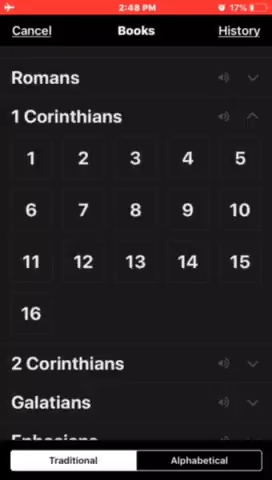 2:48 PM 17%
Cancel Books History
Romans
1 Corinthians
1 2 3 4 5
6 7 8 9 10
11 12 13 14 15
16
2 Corinthians
Galatians
Ephesians
Traditional Alphabetical